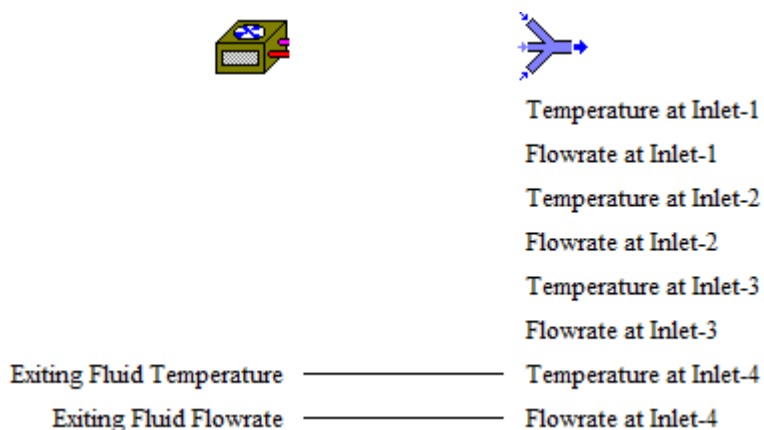 Temperature at Inlet-1
Flowrate at Inlet-1
Temperature at Inlet-2
Flowrate at Inlet-2
Temperature at Inlet-3
Flowrate at Inlet-3
Exiting Fluid Temperature Temperature at Inlet-4
Exiting Fluid Flowrate Flowrate at Inlet-4